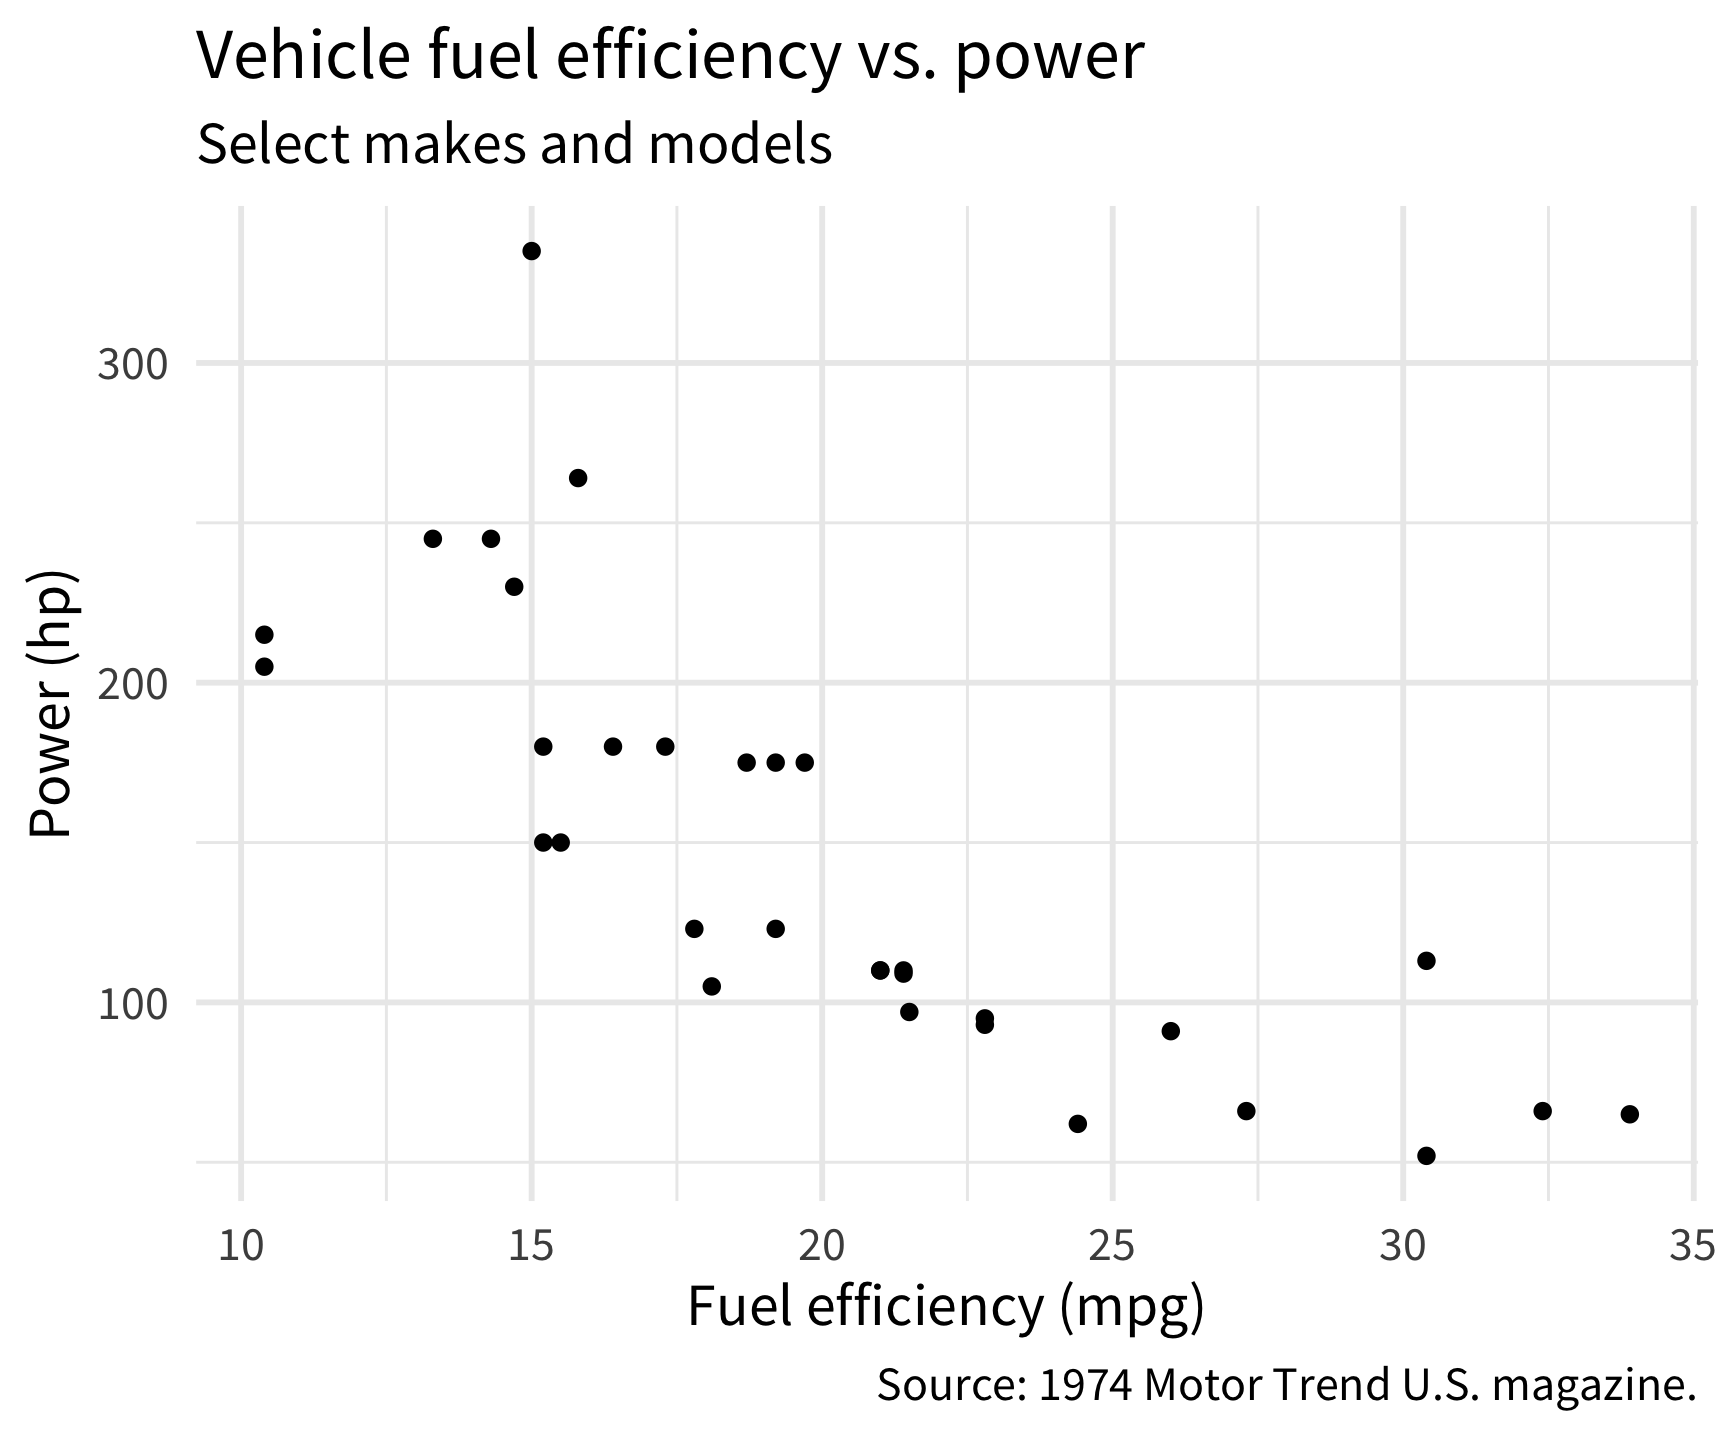 Vehicle fuel efficiency vs. power
Select makes and models
300
200
100
Power (hp)
10 15 20 25 30 35
Fuel efficiency (mpg)
Source: 1974 Motor Trend U.S. magazine.